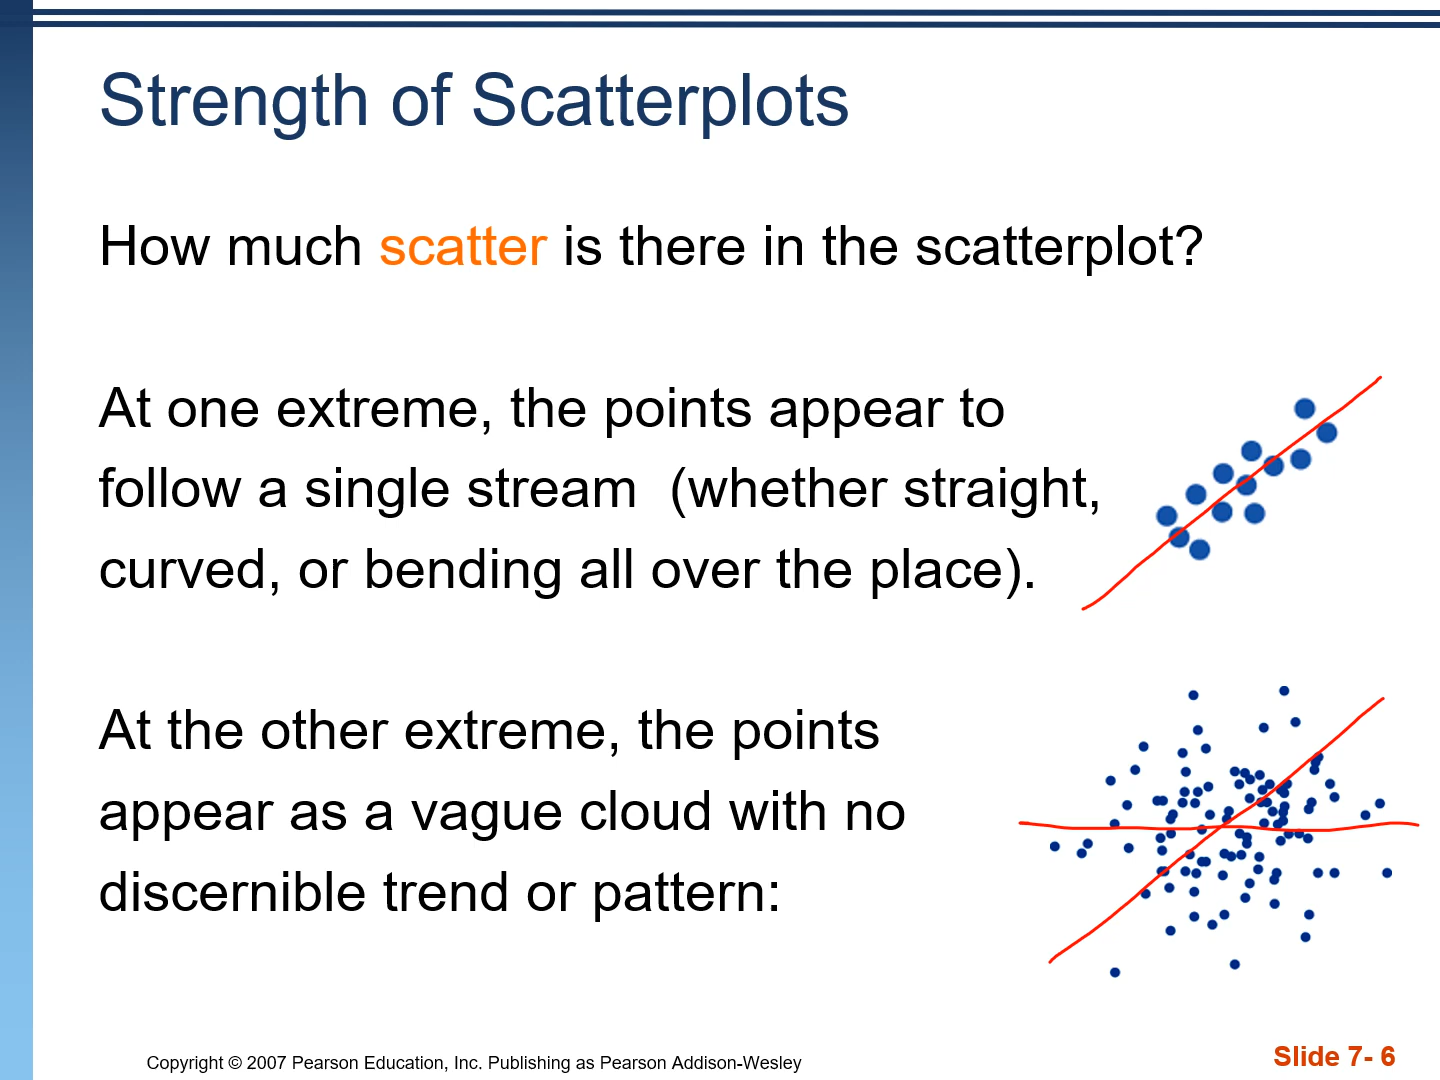 Strength of Scatterplots
How much scatter is there in the scatterplot?
At one extreme, the points appear to
follow a single stream  (whether straight,
curved, or bending all over the place).
At the other extreme, the points
appear as a vague cloud with no
discernible trend or pattern:
Copyright © 2007 Pearson Education, Inc. Publishing as Pearson Addison-Wesley
Slide 7- 6